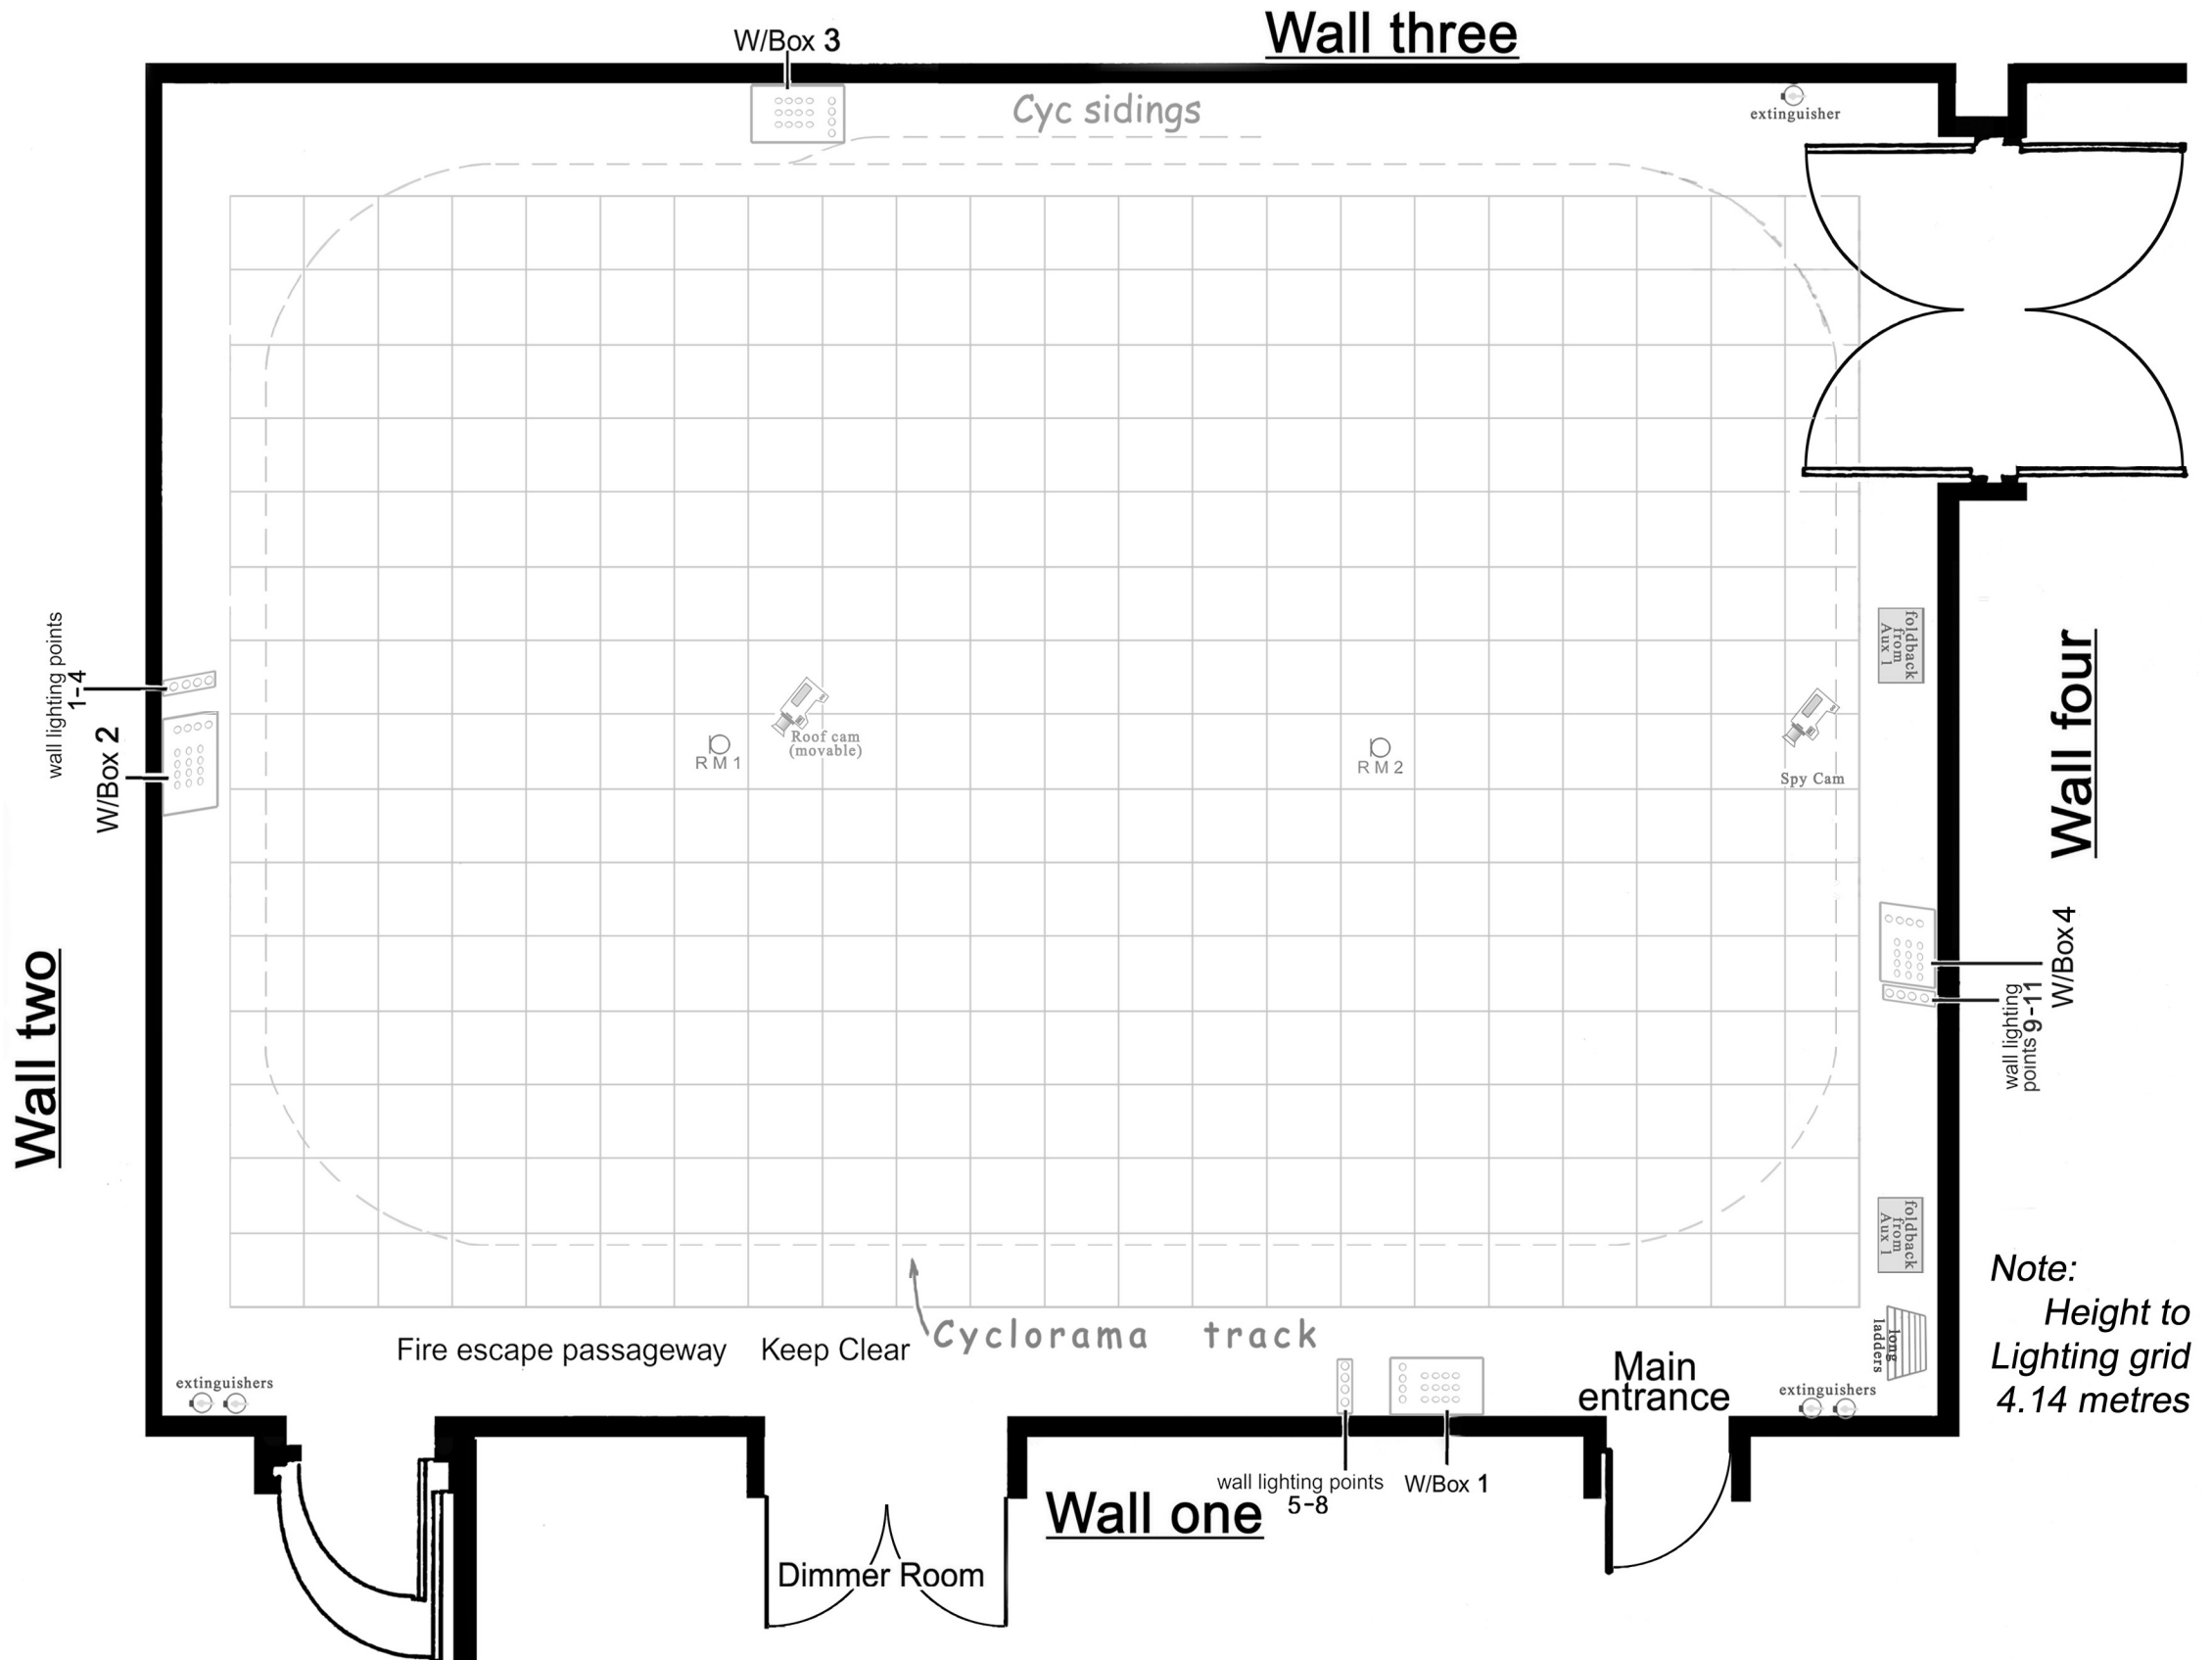 Wall three
W/Box 3
Cyc sidings
extinguisher
wall lighting points
1-4
W/Box 2
Wall two
Roof cam
(movable)
RM1
RM2
Spy Cam
foldback
from
Aux 1
Wall four
W/Box 4
wall lighting
points 9-11
foldback
from
Aux 1
Note:
Height to
Lighting grid
4.14 metres
long
ladders
Cyclorama track
Fire escape passageway Keep Clear
Main
entrance
extinguishers
extinguishers
wall lighting points
5-8
W/Box 1
Wall one
Dimmer Room